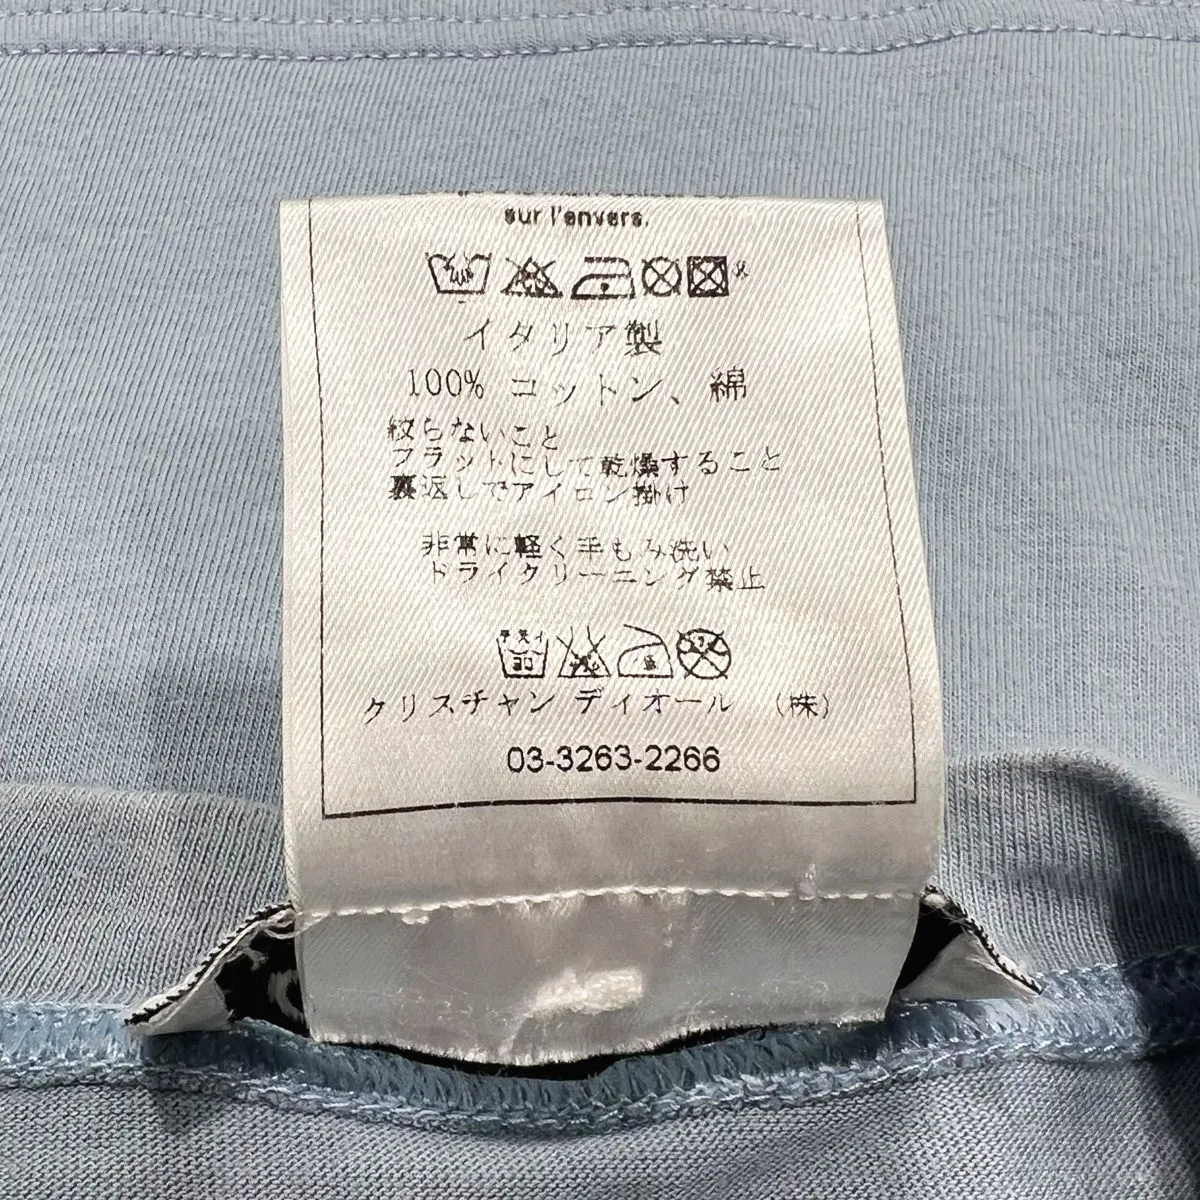 sur l'envers.
イタリア製
100% コットン、綿
絞らないこと
フラットにして乾燥すること
裏返しでアイロン掛け
非常に軽く手もみ洗い
ドライクリーニング禁止
手洗イ
30
クリスチャン ディオール (株)
03-3263-2266